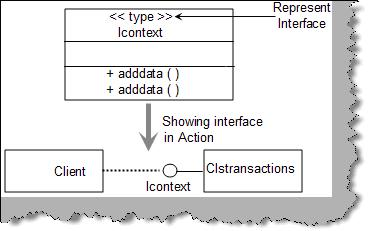 << type >>
Icontext
Represent
Interface
+ adddata ( )
+ adddata ( )
Showing interface
in Action
Client
Icontext
Clstransactions